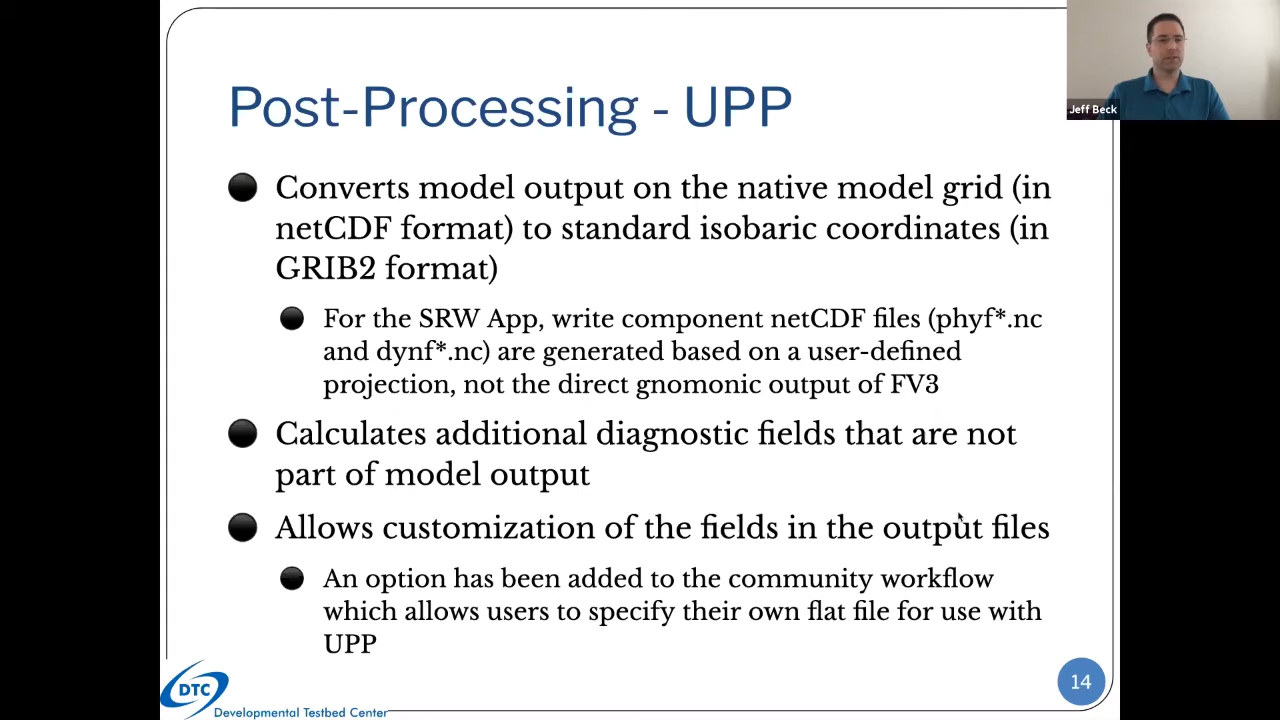 Post-Processing - UPP
Jeff Beck
Converts model output on the native model grid (in
netCDF format) to standard isobaric coordinates (in
GRIB2 format)
For the SRW App, write component netCDF files (phyf*.nc
and dynf*.nc) are generated based on a user-defined
projection, not the direct gnomonic output of FV3
Calculates additional diagnostic fields that are not
part of model output
Allows customization of the fields in the output files
An option has been added to the community workflow
which allows users to specify their own flat file for use with
UPP
DTC
Developmental Testbed Center
14